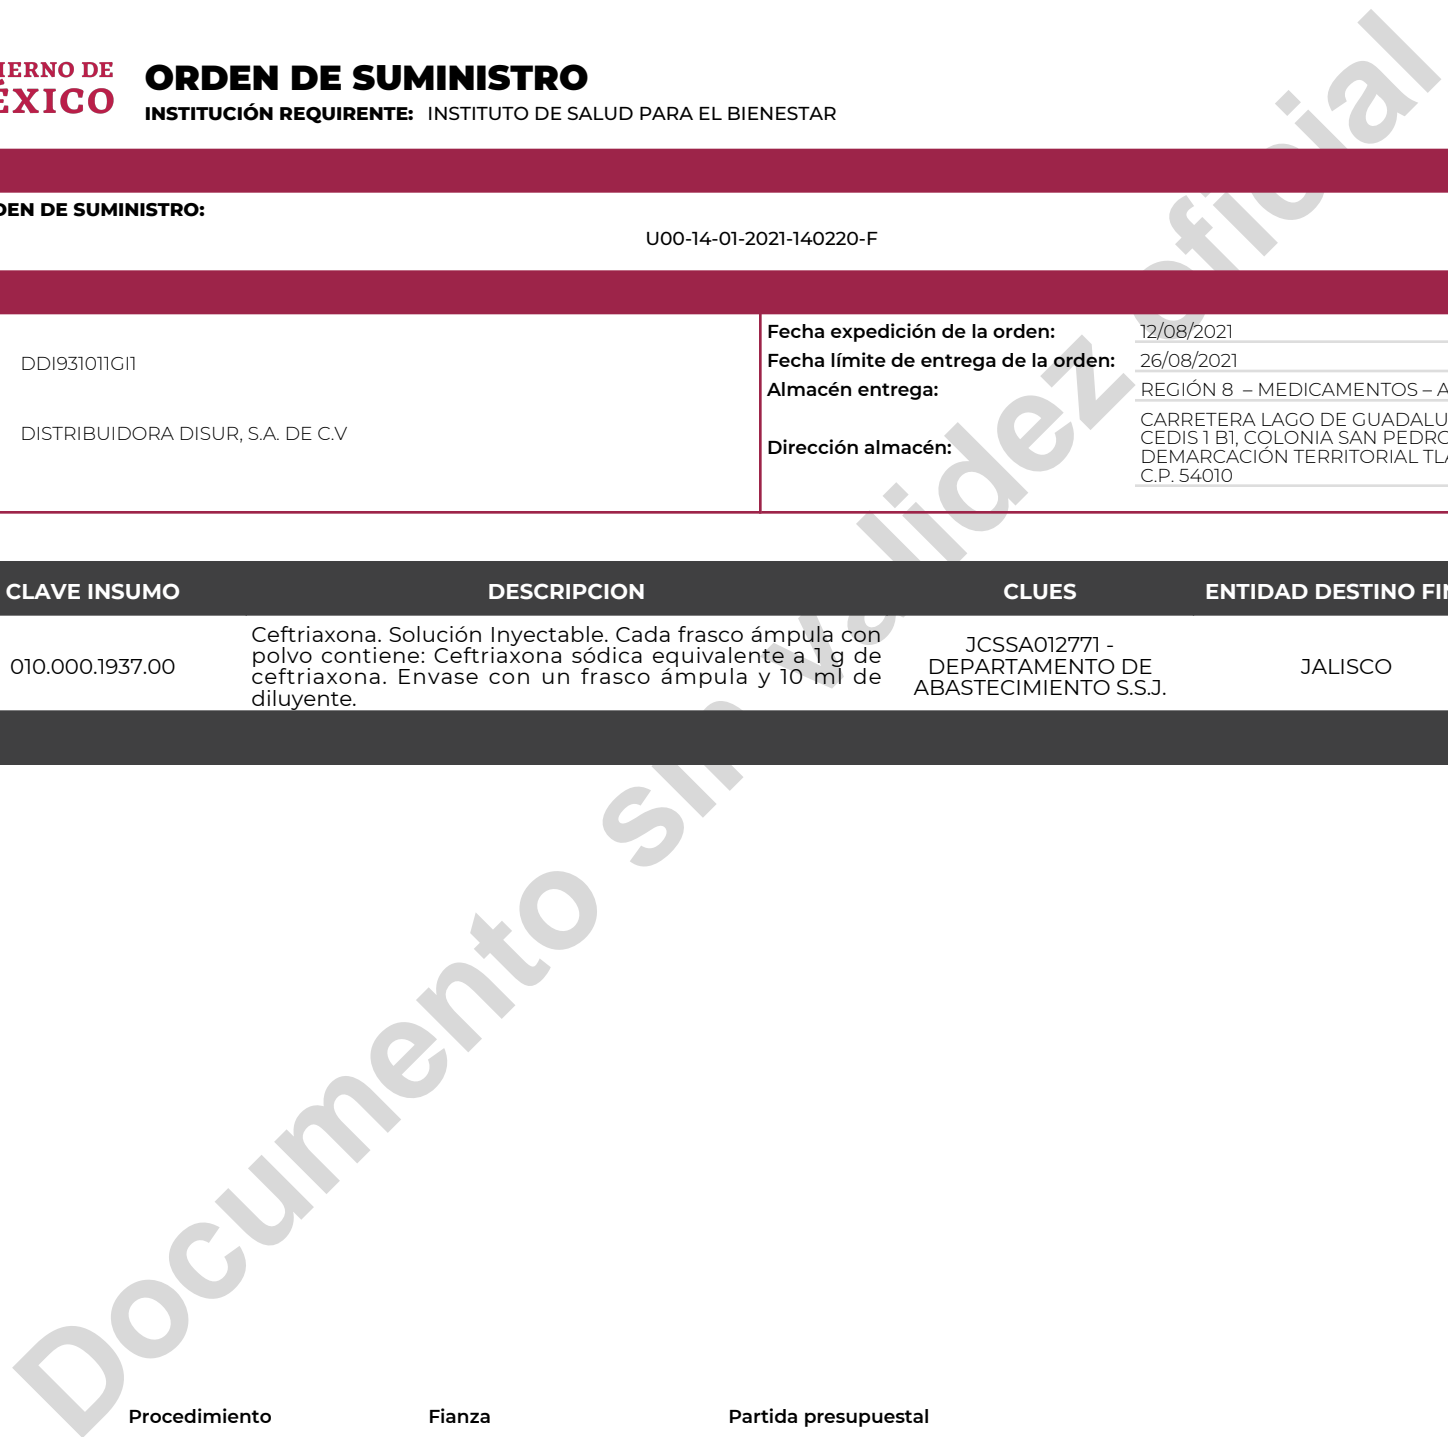 IERNO DE
ÉXICO
ORDEN DE SUMINISTRO
INSTITUCIÓN REQUIRENTE: INSTITUTO DE SALUD PARA EL BIENESTAR
DEN DE SUMINISTRO:
U00-14-01-2021-140220-F
DDI931011GI1
DISTRIBUIDORA DISUR, S.A. DE C.V
Fecha expedición de la orden: 12/08/2021
Fecha límite de entrega de la orden: 26/08/2021
Almacén entrega: REGIÓN 8 – MEDICAMENTOS – A
Dirección almacén:
CARRETERA LAGO DE GUADALU
CEDIS 1 B1, COLONIA SAN PEDRO
DEMARCACIÓN TERRITORIAL TLA
C.P. 54010
CLAVE INSUMO DESCRIPCION CLUES ENTIDAD DESTINO FIN
010.000.1937.00
Ceftriaxona. Solución Inyectable. Cada frasco ámpula con
polvo contiene: Ceftriaxona sódica equivalente a 1 g de
ceftriaxona. Envase con un frasco ámpula y 10 ml de
diluyente.
JCSSA012771 -
DEPARTAMENTO DE
ABASTECIMIENTO S.S.J.
JALISCO
Documento sin validez oficial
Procedimiento Fianza Partida presupuestal